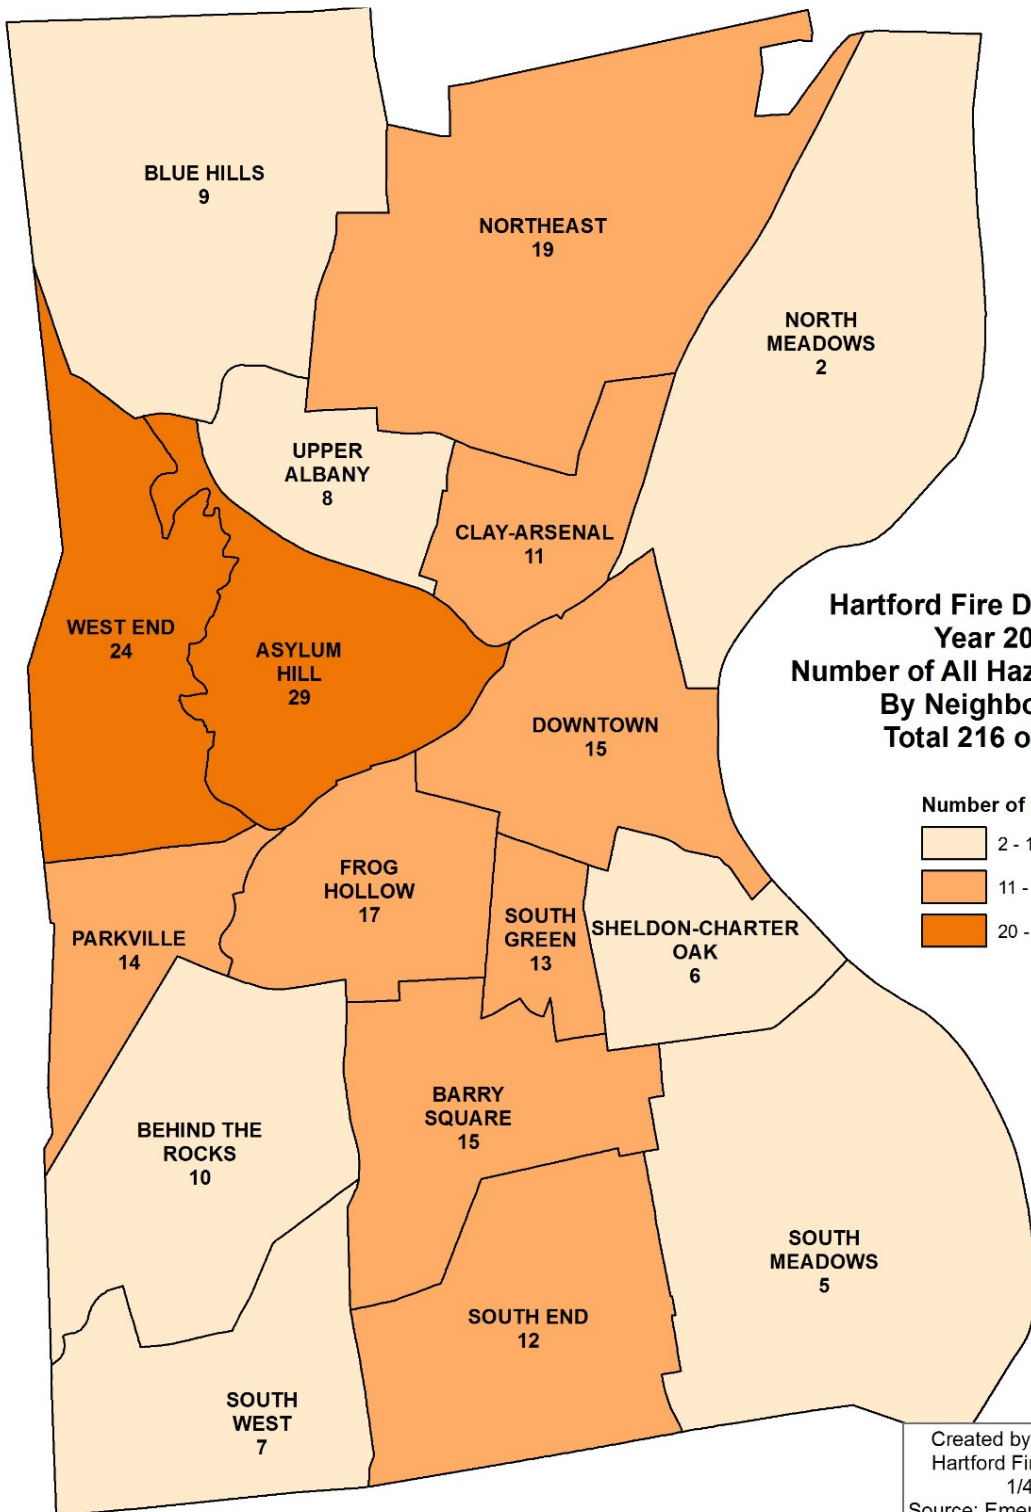 BLUE HILLS
9
NORTHEAST
19
NORTH
MEADOWS
2
UPPER
ALBANY
8
CLAY-ARSENAL
11
WEST END
24
ASYLUM
HILL
29
DOWNTOWN
15
Hartford Fire D
Year 20
Number of All Haz
By Neighbo
Total 216 o
Number of
2 - 1
11 -
20 -
FROG
HOLLOW
17
SOUTH
GREEN
13
SHELDON-CHARTER
OAK
6
PARKVILLE
14
BARRY
SQUARE
15
BEHIND THE
ROCKS
10
SOUTH
MEADOWS
5
SOUTH END
12
SOUTH
WEST
7
Created by
Hartford Fir
1/4
Source: Emer